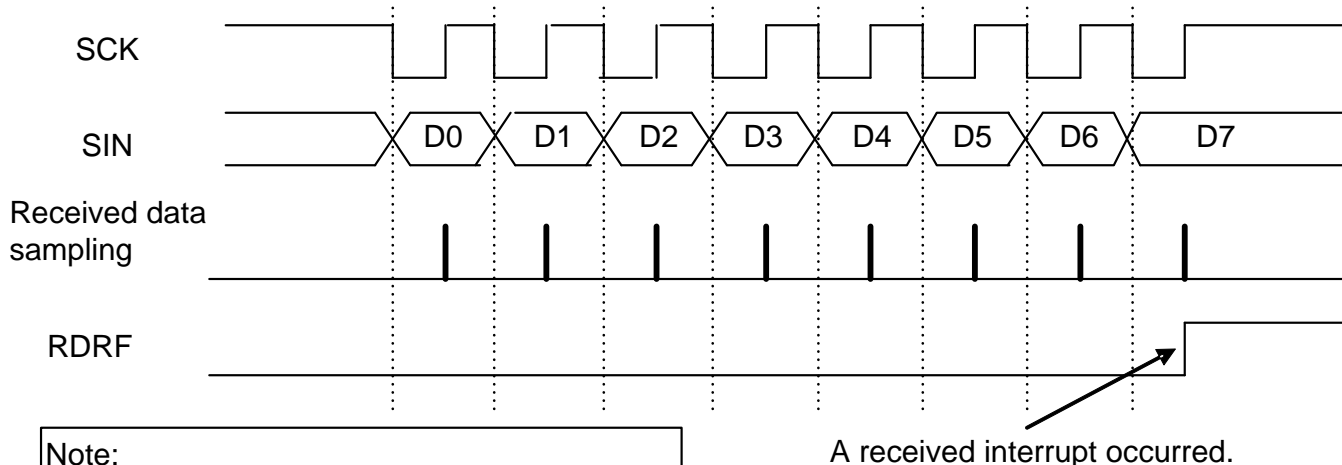 SCK
SIN
D0 D1 D2 D3 D4 D5 D6 D7
Received data
sampling
RDRF
Note:
A received interrupt occurred.